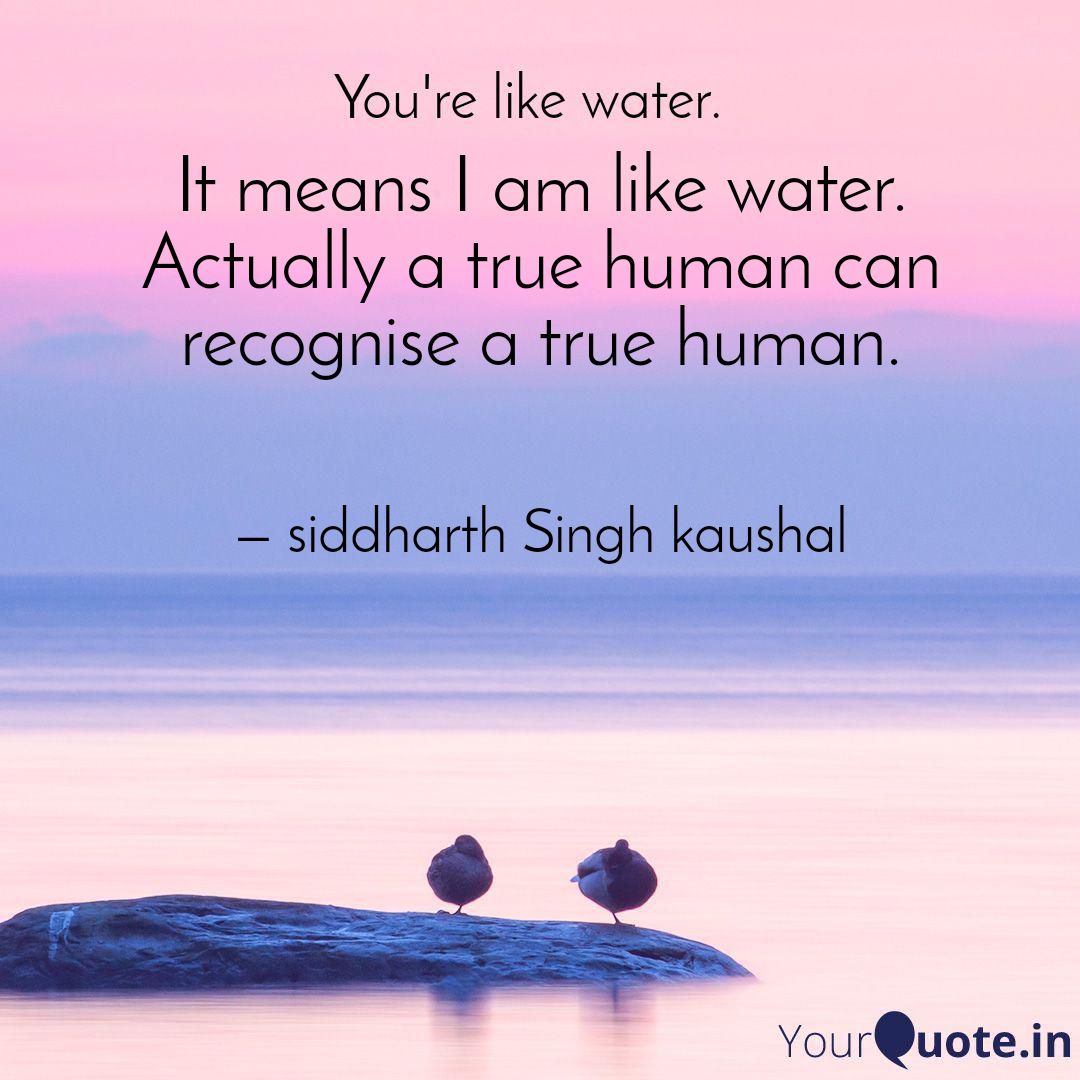 You're like water.
It means I am like water.
Actually a true human can
recognise a true human.
– siddharth Singh kaushal
YourQuote.in